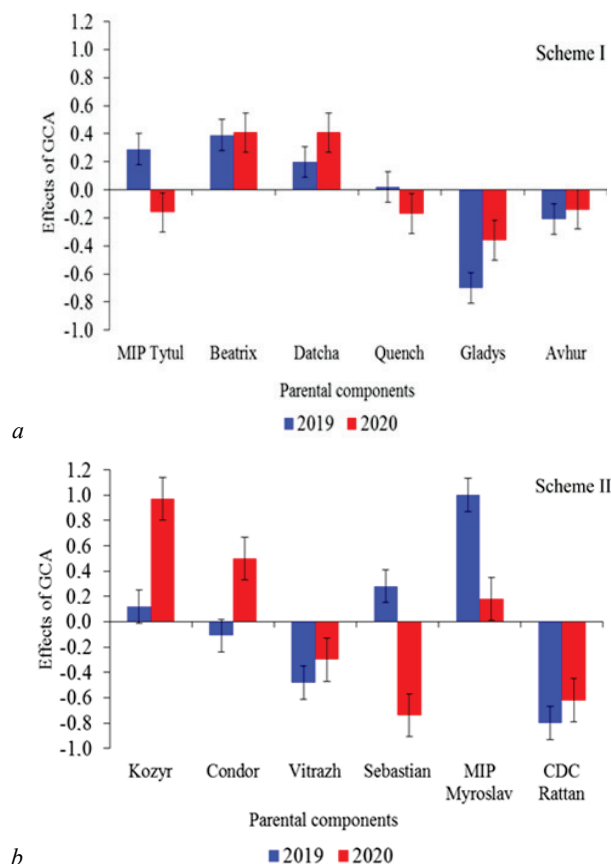 Scheme I
Effects of GCA
1.2
1.0
0.8
0.6
0.4
0.2
0.0
-0.2
-0.4
-0.6
-0.8
-1.0
MIP Tytul Beatrix Datcha Quench Gladys Avhur
Parental components
2019 2020
a
Scheme II
Effects of GCA
1.2
1.0
0.8
0.6
0.4
0.2
0.0
-0.2
-0.4
-0.6
-0.8
-1.0
Kozyr Condor Vitrazh Sebastian MIP CDC
Myroslav Rattan
Parental components
2019 2020
b